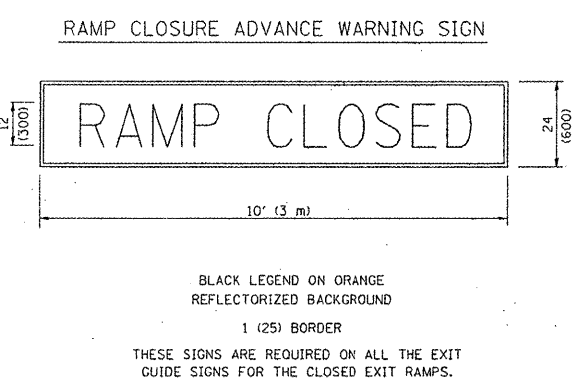 RAMP CLOSURE ADVANCE WARNING SIGN
RAMP CLOSED
12
(300)
24
(600)
10' (3 m)
BLACK LEGEND ON ORANGE
REFLECTORIZED BACKGROUND
1 (25) BORDER
THESE SIGNS ARE REQUIRED ON ALL THE EXIT
GUIDE SIGNS FOR THE CLOSED EXIT RAMPS.